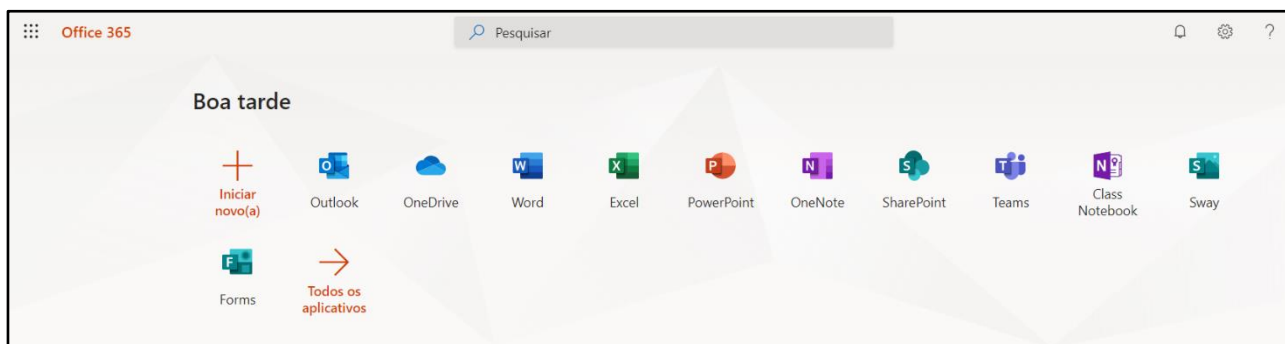 Office 365
Pesquisar
?
Boa tarde
Iniciar
novo(a)
Outlook
OneDrive
Word
Excel
PowerPoint
OneNote
SharePoint
Teams
Class
Notebook
Sway
Forms
Todos os
aplicativos